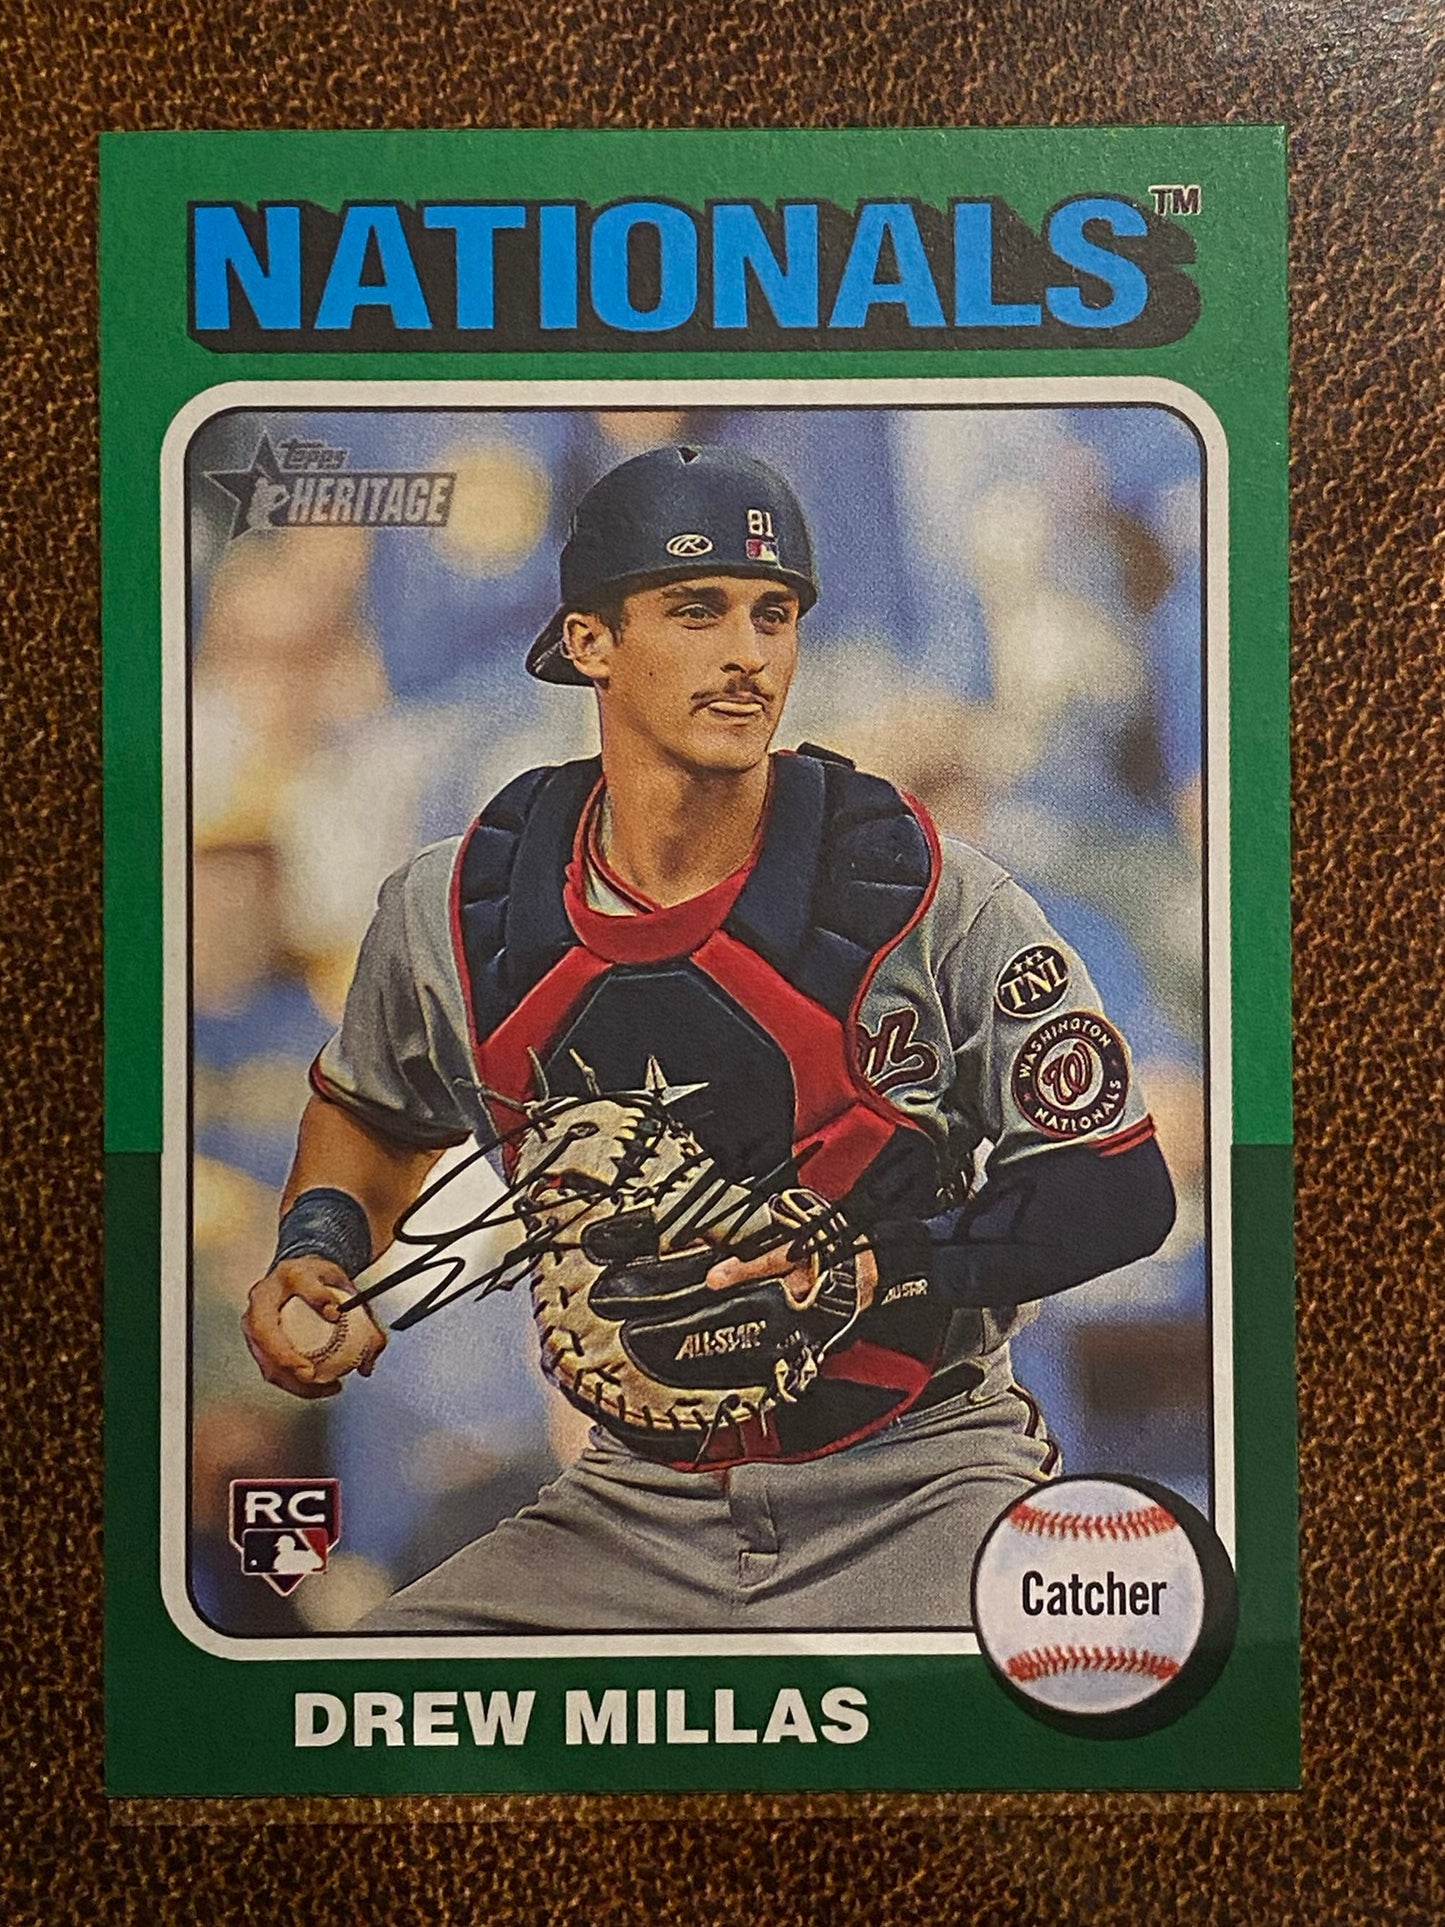 NATIONALS™
Topps
HERITAGE
81
R
TNI
WASHINGTON
W
NATIONALS
ALL-STAR
ALL-STAR
RC
Catcher
DREW MILLAS